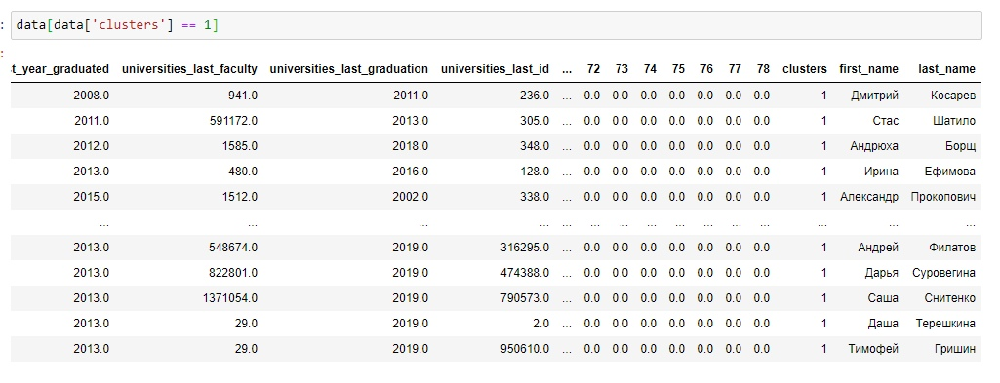 : data[data['clusters'] == 1]
:
t_year_graduated universities_last_faculty universities_last_graduation universities_last_id ... 72 73 74 75 76 77 78 clusters first_name last_name
2008.0 941.0 2011.0 236.0 ... 0.0 0.0 0.0 0.0 0.0 0.0 0.0 1 Дмитрий Косарев
2011.0 591172.0 2013.0 305.0 ... 0.0 0.0 0.0 0.0 0.0 0.0 0.0 1 Стас Шатило
2012.0 1585.0 2018.0 348.0 ... 0.0 0.0 0.0 0.0 0.0 0.0 0.0 1 Андрюха Борщ
2013.0 480.0 2016.0 128.0 ... 0.0 0.0 0.0 0.0 0.0 0.0 0.0 1 Ирина Ефимова
2015.0 1512.0 2002.0 338.0 ... 0.0 0.0 0.0 0.0 0.0 0.0 0.0 1 Александр Прокопович
... ... ... ... ... ... ... ... ... ... ... ... ... ... ...
2013.0 548674.0 2019.0 316295.0 ... 0.0 0.0 0.0 0.0 0.0 0.0 0.0 1 Андрей Филатов
2013.0 822801.0 2019.0 474388.0 ... 0.0 0.0 0.0 0.0 0.0 0.0 0.0 1 Дарья Суровегина
2013.0 1371054.0 2019.0 790573.0 ... 0.0 0.0 0.0 0.0 0.0 0.0 0.0 1 Саша Снитенко
2013.0 29.0 2019.0 2.0 ... 0.0 0.0 0.0 0.0 0.0 0.0 0.0 1 Даша Терешкина
2013.0 29.0 2019.0 950610.0 ... 0.0 0.0 0.0 0.0 0.0 0.0 0.0 1 Тимофей Гришин